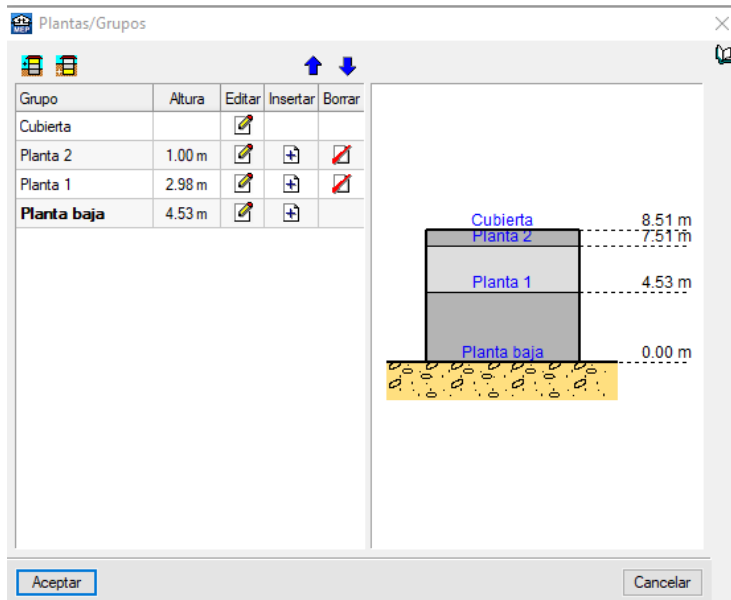 MEP Plantas/Grupos
Grupo Altura Editar Insertar Borrar
Cubierta
Planta 2 1.00 m
Planta 1 2.98 m
Planta baja 4.53 m
Cubierta 8.51 m
Planta 2 7.51 m
Planta 1 4.53 m
Planta baja 0.00 m
Aceptar Cancelar